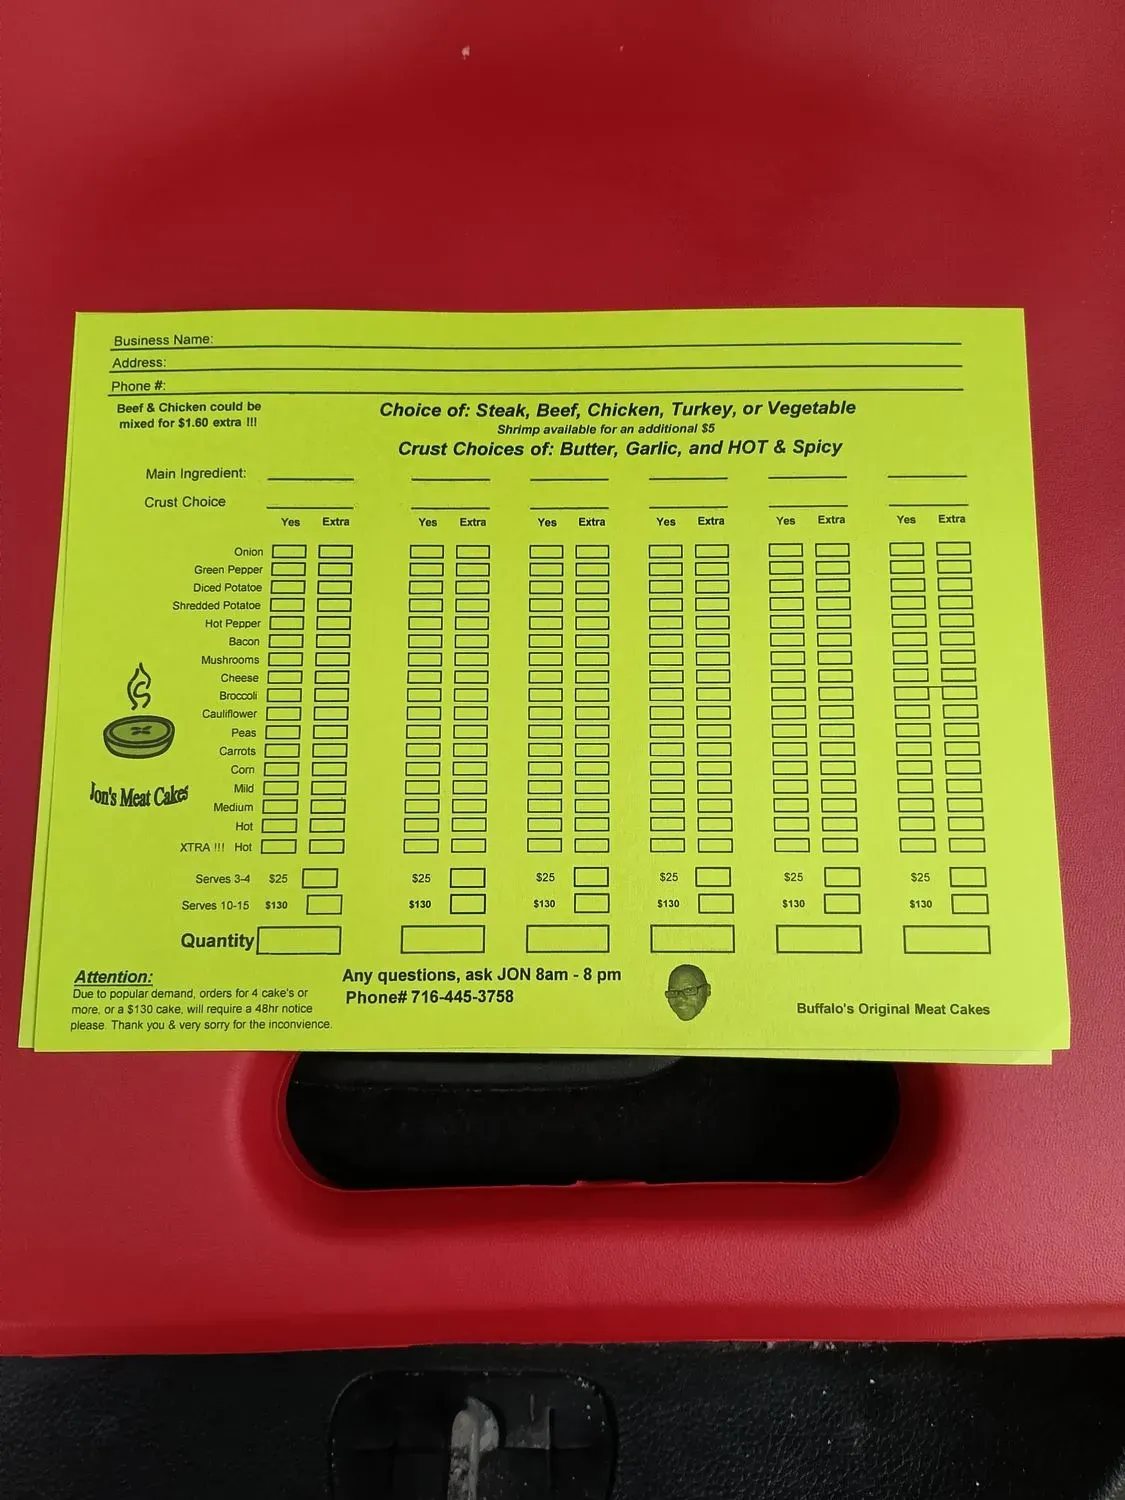 Business Name:
Address:
Phone #:
Beef & Chicken could be
mixed for $1.60 extra !!!
Choice of: Steak, Beef, Chicken, Turkey, or Vegetable
Shrimp available for an additional $5
Crust Choices of: Butter, Garlic, and HOT & Spicy
Main Ingredient:
Crust Choice
Yes Extra Yes Extra Yes Extra Yes Extra Yes Extra Yes Extra
Onion
Green Pepper
Diced Potatoe
Shredded Potatoe
Hot Pepper
Bacon
Mushrooms
Cheese
Broccoli
Cauliflower
Peas
Carrots
Corn
Mild
Medium
Hot
XTRA !!! Hot
Jon's Meat Cakes
Serves 3-4 $25 $25 $25 $25 $25 $25
Serves 10-15 $130 $130 $130 $130 $130 $130
Quantity
Attention:
Due to popular demand, orders for 4 cake's or
more, or a $130 cake, will require a 48hr notice
please. Thank you & very sorry for the inconvience.
Any questions, ask JON 8am - 8 pm
Phone# 716-445-3758
Buffalo's Original Meat Cakes